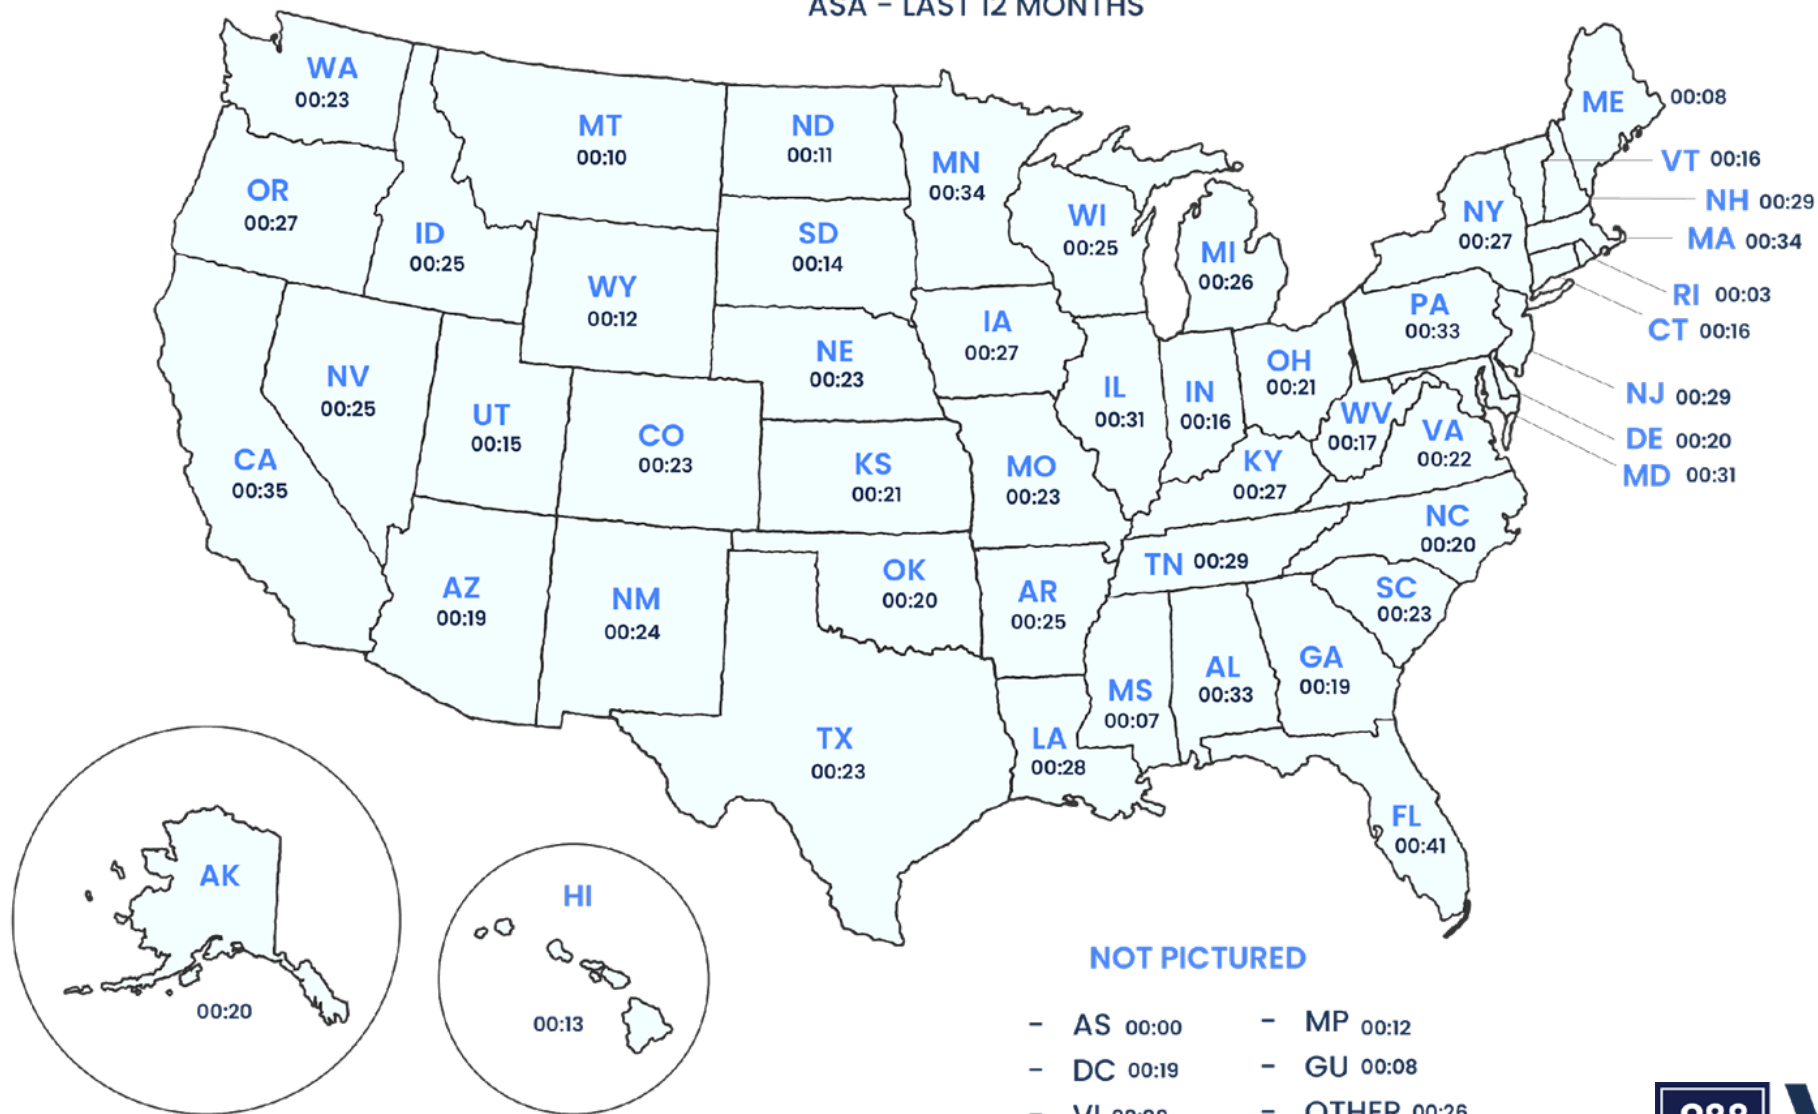 ASA - LAST 12 MONTHS
WA
00:23
MT
00:10
ND
00:11
MN
00:34
ME 00:08
VT 00:16
NH 00:29
MA 00:34
RI 00:03
CT 00:16
NJ 00:29
DE 00:20
MD 00:31
OR
00:27
ID
00:25
WY
00:12
SD
00:14
WI
00:25
MI
00:26
NY
00:27
PA
00:33
IA
00:27
NE
00:23
NV
00:25
UT
00:15
CO
00:23
CA
00:35
KS
00:21
MO
00:23
IL
00:31
IN
00:16
OH
00:21
WV
00:17
VA
00:22
KY
00:27
NC
00:20
TN 00:29
SC
00:23
AZ
00:19
NM
00:24
OK
00:20
AR
00:25
MS
00:07
AL
00:33
GA
00:19
TX
00:23
LA
00:28
FL
00:41
AK
00:20
HI
00:13
NOT PICTURED
- AS 00:00
- MP 00:12
- DC 00:19
- GU 00:08
- VI
- OTHER 00:26
988